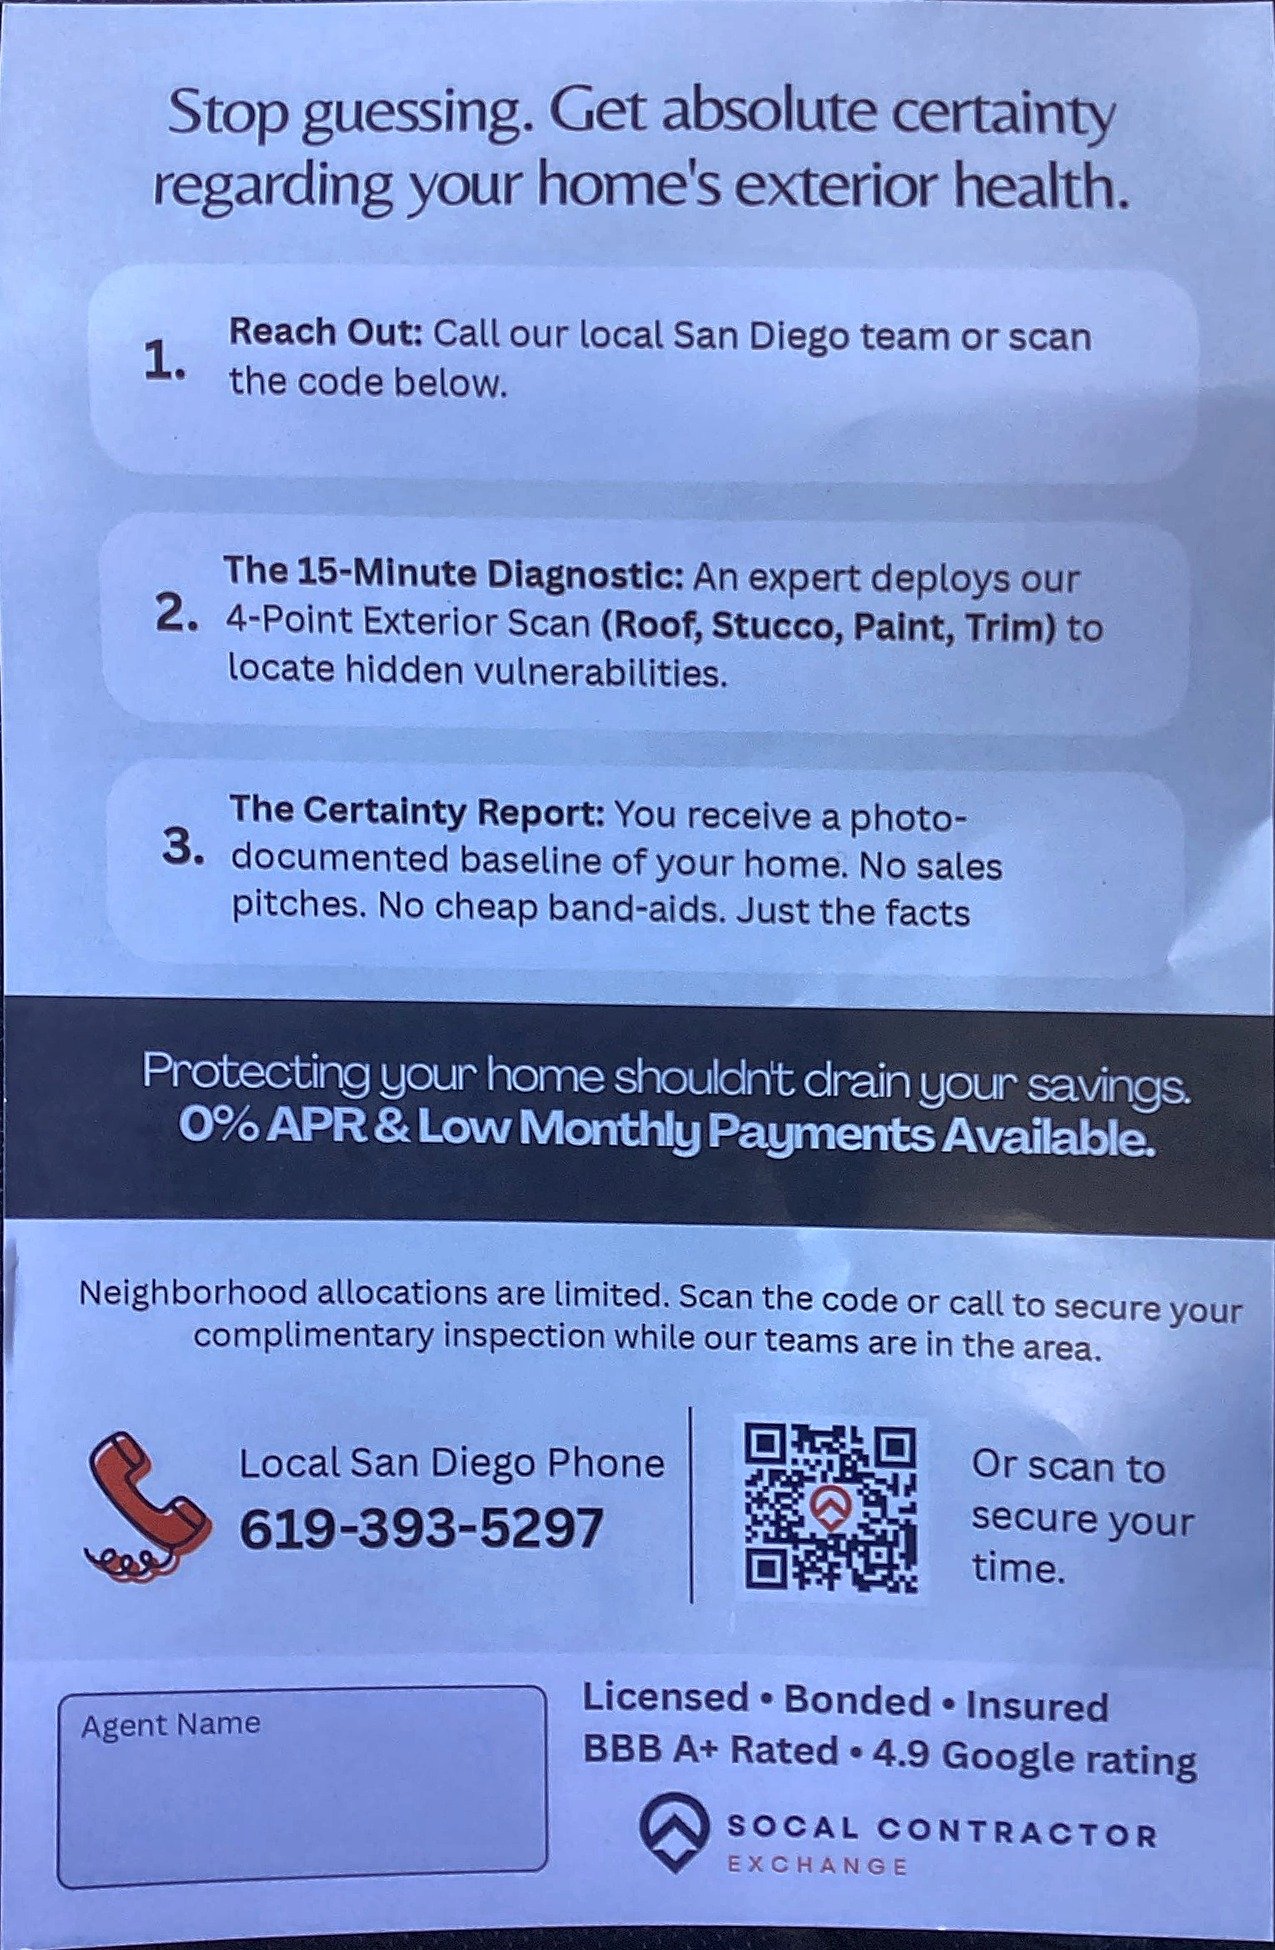 Stop guessing. Get absolute certainty
regarding your home's exterior health.
1.
Reach Out: Call our local San Diego team or scan
the code below.
2.
The 15-Minute Diagnostic: An expert deploys our
4-Point Exterior Scan (Roof, Stucco, Paint, Trim) to
locate hidden vulnerabilities.
3.
The Certainty Report: You receive a photo-
documented baseline of your home. No sales
pitches. No cheap band-aids. Just the facts
Protecting your home shouldn't drain your savings.
0% APR & Low Monthly Payments Available.
Neighborhood allocations are limited. Scan the code or call to secure your
complimentary inspection while our teams are in the area.
Local San Diego Phone
619-393-5297
Or scan to
secure your
time.
Agent Name
Licensed • Bonded • Insured
BBB A+ Rated • 4.9 Google rating
SOCAL CONTRACTOR
EXCHANGE